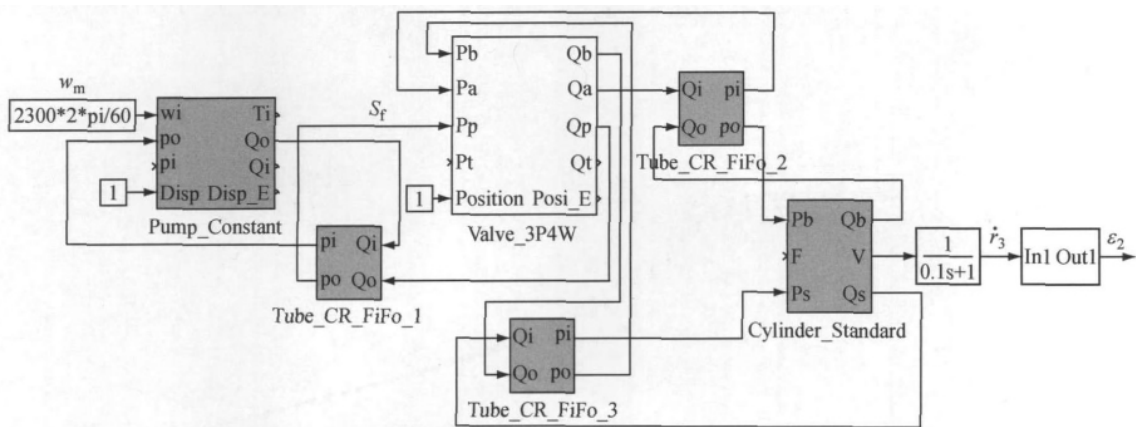 w_m
2300*2*pi/60
wi Ti
po Qo
pi Qi
1
Disp Disp_E
Pump_Constant
S_f
Pb Qb
Pa Qa
Pp Qp
Pt Qt
1
Position Posi_E
Valve_3P4W
Qi pi
Qo po
Tube_CR_FiFo_2
pi Qi
po Qo
Tube_CR_FiFo_1
Pb Qb
F V
Ps Qs
Cylinder_Standard
1
0.1s+1
ṙ_3
In1 Out1
ε_2
Qi pi
Qo po
Tube_CR_FiFo_3